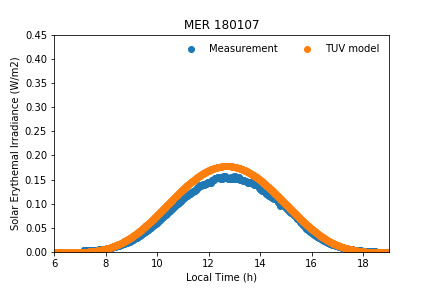 MER 180107
Measurement TUV model
Solar Erythemal Irradiance (W/m2)
0.45
0.40
0.35
0.30
0.25
0.20
0.15
0.10
0.05
0.00
6 8 10 12 14 16 18
Local Time (h)